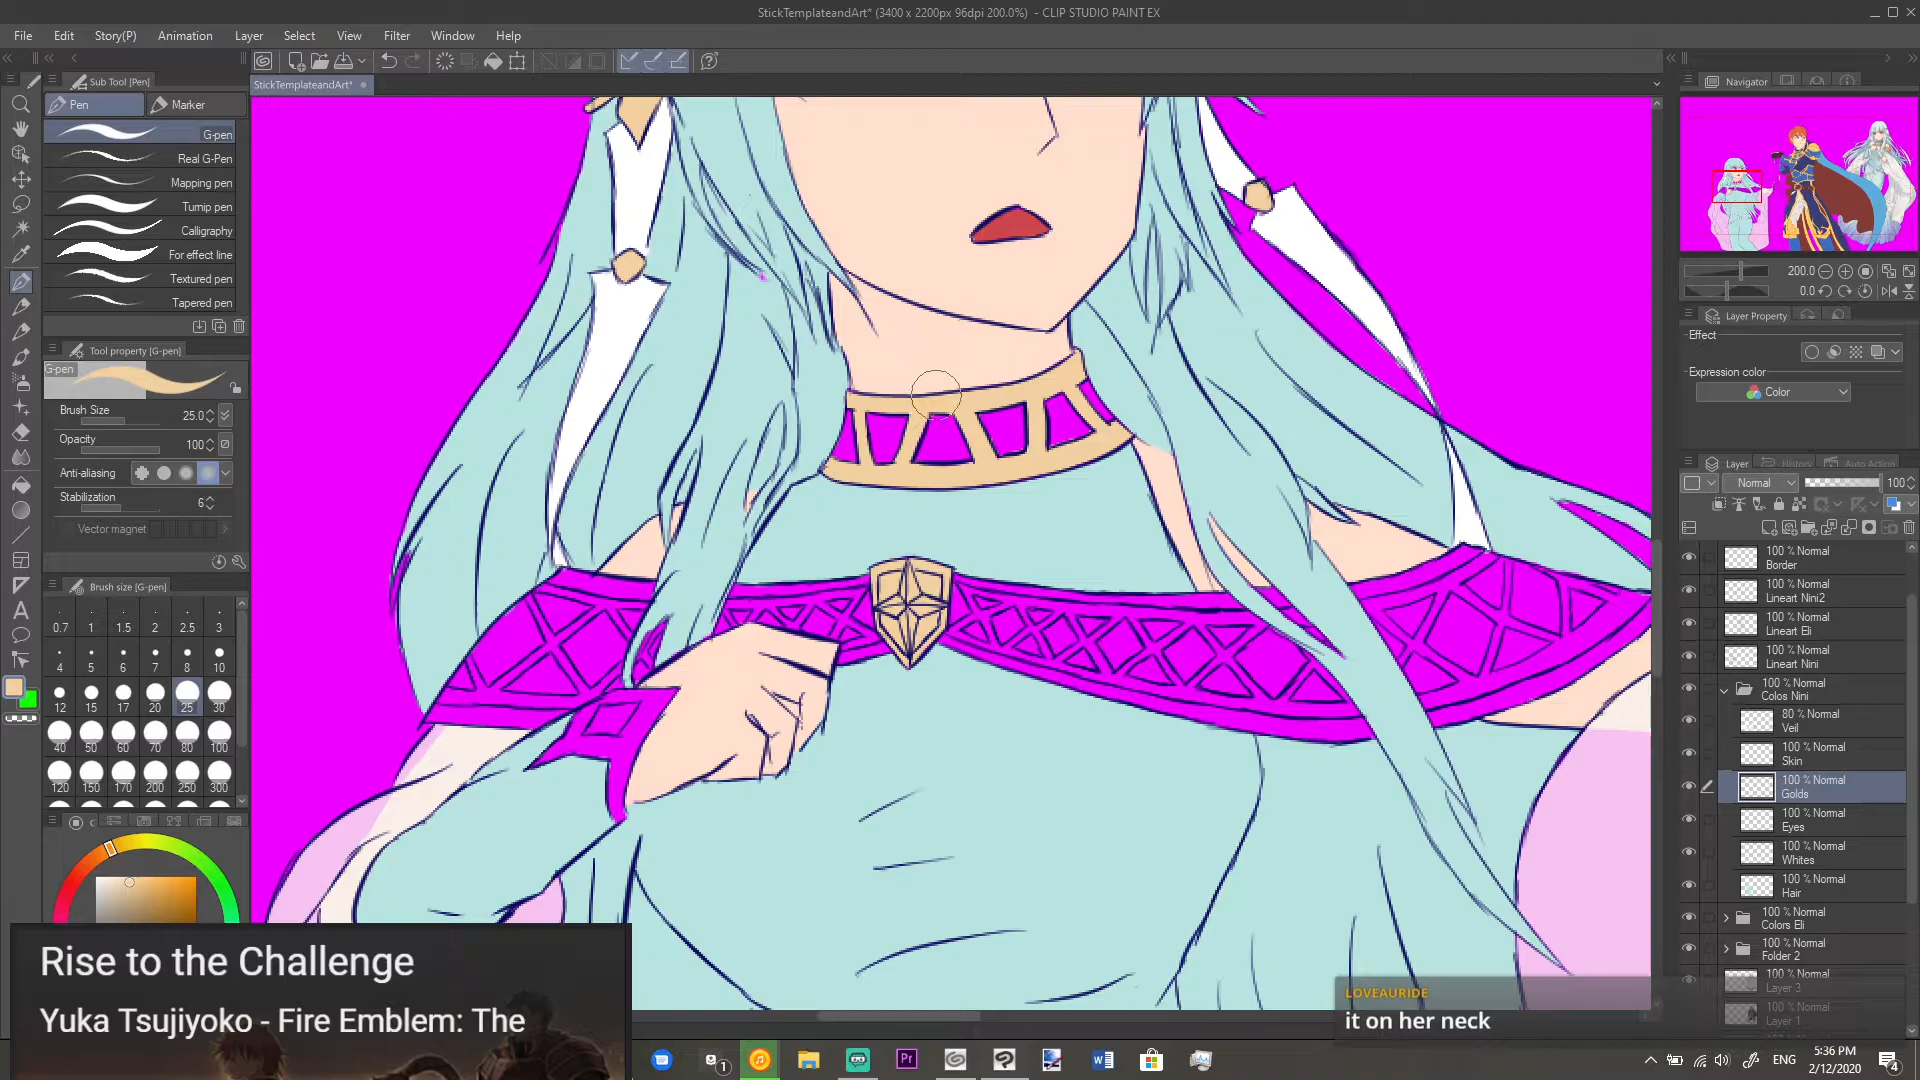 StickTemplateandArt* (3400 x 2200px 96dpi 200.0%) - CLIP STUDIO PAINT EX
File Edit Story(P) Animation Layer Select View Filter Window Help
Sub Tool [Pen]
StickTemplateandArt*
Navigator
Pen Marker
G-pen
Real G-Pen
Mapping pen
Turnip pen
Calligraphy
For effect line
Textured pen
Tapered pen
Tool property [G-pen]
G-pen
Brush Size 25.0
Opacity 100
Anti-aliasing
Stabilization 6
Vector magnet
Brush size [G-pen]
0.7 1 1.5 2 2.5 3
4 5 6 7 8 10
12 15 17 20 25 30
40 50 60 70 80 100
120 150 170 200 250 300
200.0
0.0
Layer Property
Effect
Expression color
Color
Layer History Auto Action
Normal 100
100 % Normal
Border
100 % Normal
Lineart Nini2
100 % Normal
Lineart Eli
100 % Normal
Lineart Nini
100 % Normal
Colos Nini
80 % Normal
Veil
100 % Normal
Skin
100 % Normal
Golds
100 % Normal
Eyes
100 % Normal
Whites
100 % Normal
Hair
100 % Normal
Colors Eli
100 % Normal
Folder 2
100 % Normal
Layer 3
100 % Normal
Layer 1
Rise to the Challenge
Yuka Tsujiyoko - Fire Emblem: The
LOVEAURIDE
it on her neck
1
Pr
ENG
5:36 PM
2/12/2020
4